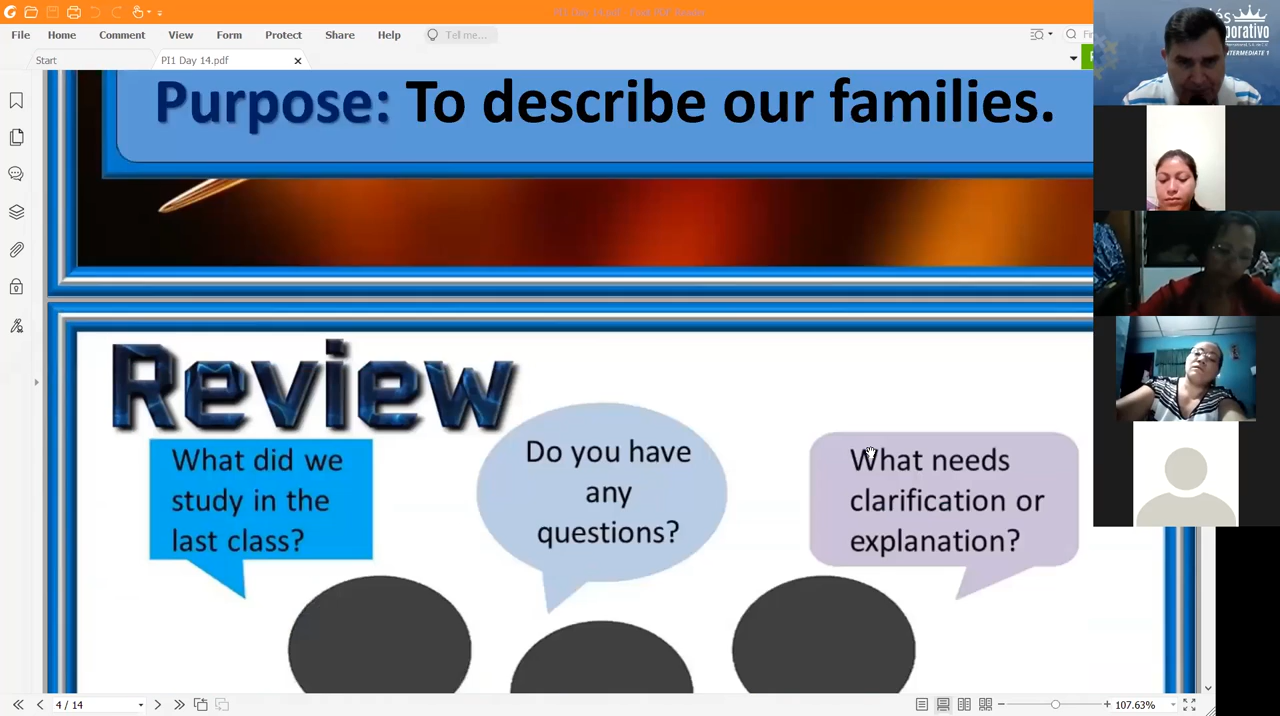 File Home Comment View Form Protect Share Help Tell me...
Start
PI1 Day 14.pdf
Purpose: To describe our families.
Review
What did we
study in the
last class?
Do you have
any
questions?
What needs
clarification or
explanation?
4 / 14
107.63%